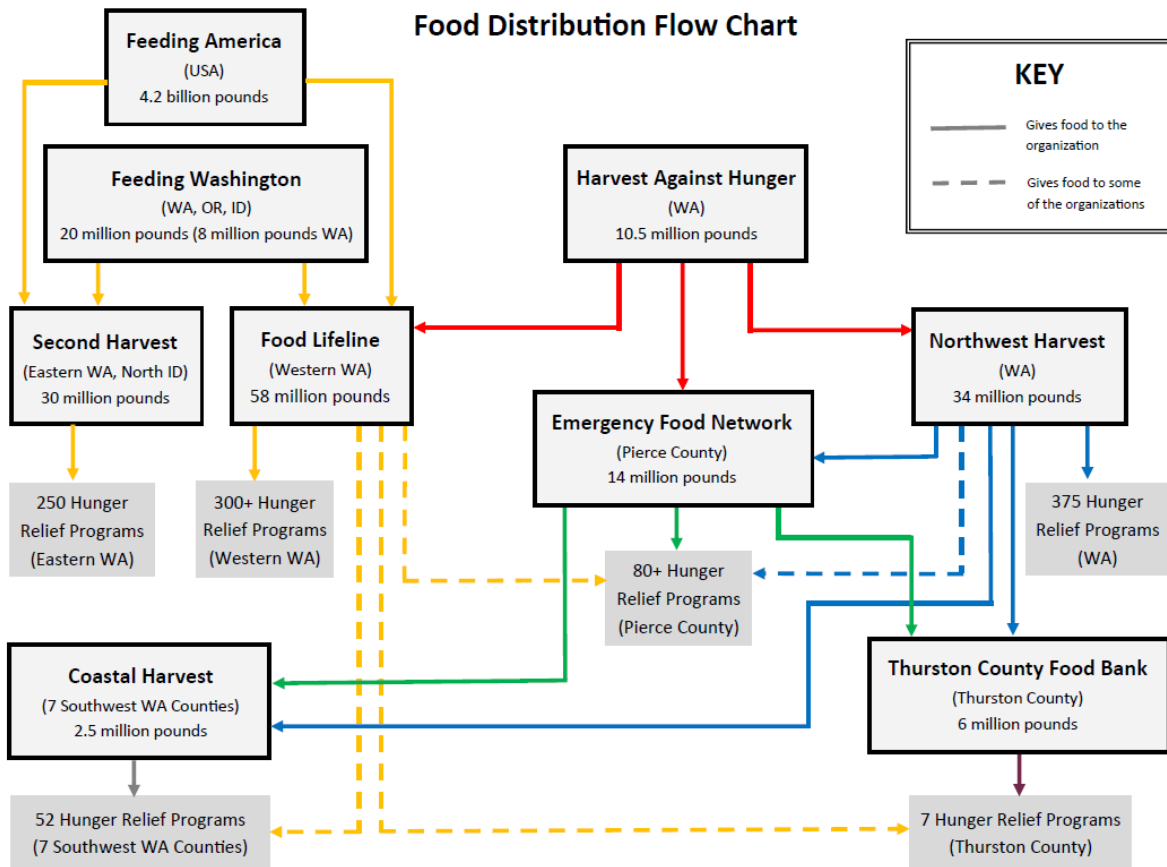 Food Distribution Flow Chart
Feeding America
(USA)
4.2 billion pounds
KEY
Gives food to the
organization
Gives food to some
of the organizations
Feeding Washington
(WA, OR, ID)
20 million pounds (8 million pounds WA)
Harvest Against Hunger
(WA)
10.5 million pounds
Second Harvest
(Eastern WA, North ID)
30 million pounds
Food Lifeline
(Western WA)
58 million pounds
Northwest Harvest
(WA)
34 million pounds
Emergency Food Network
(Pierce County)
14 million pounds
250 Hunger
Relief Programs
(Eastern WA)
300+ Hunger
Relief Programs
(Western WA)
375 Hunger
Relief Programs
(WA)
80+ Hunger
Relief Programs
(Pierce County)
Coastal Harvest
(7 Southwest WA Counties)
2.5 million pounds
Thurston County Food Bank
(Thurston County)
6 million pounds
52 Hunger Relief Programs
(7 Southwest WA Counties)
7 Hunger Relief Programs
(Thurston County)